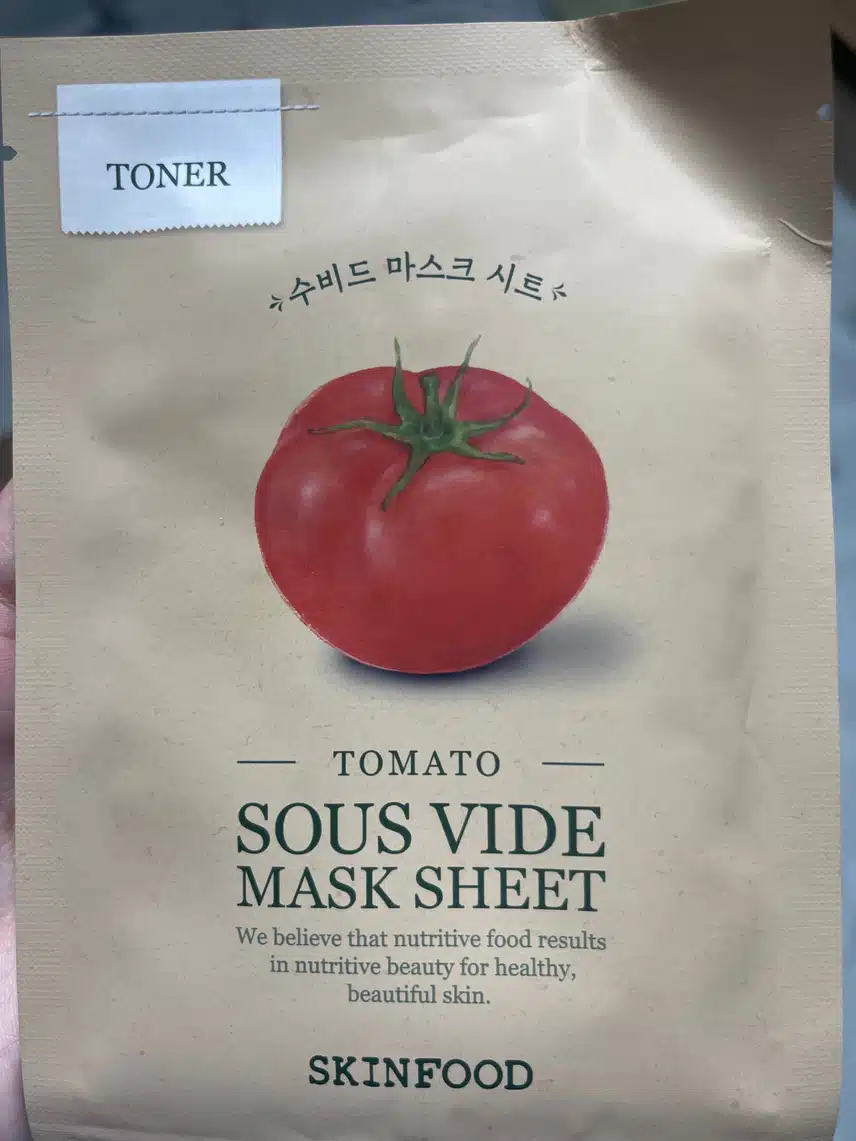 TONER
수비드 마스크 시트
TOMATO
SOUS VIDE
MASK SHEET
We believe that nutritive food results
in nutritive beauty for healthy,
beautiful skin.
SKINFOOD